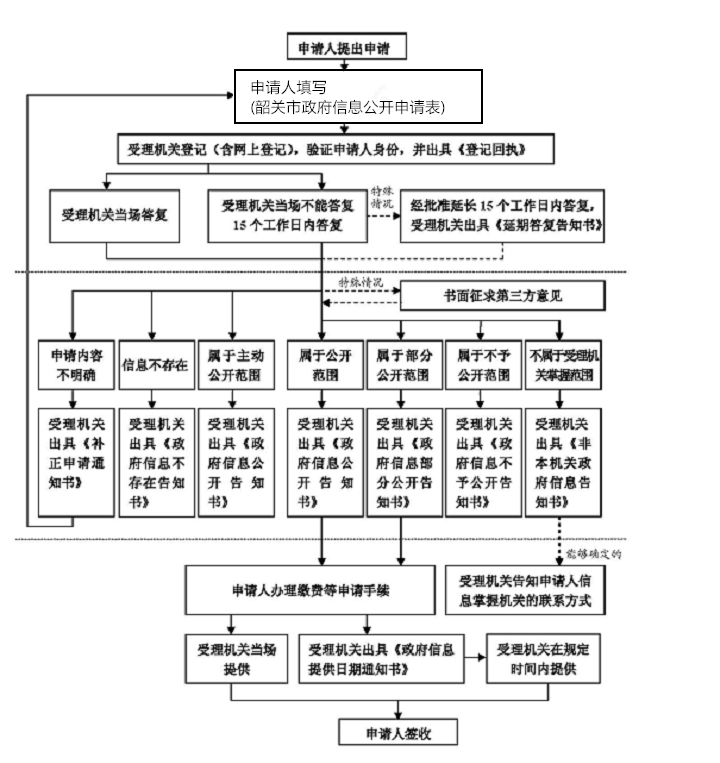 申请人提出申请
申请人填写
(韶关市政府信息公开申请表)
受理机关登记（含网上登记），验证申请人身份，并出具《登记回执》
受理机关当场答复
受理机关当场不能答复
15个工作日内答复
特殊
情况
经批准延长15个工作日内答复，
受理机关出具《延期答复告知书》
特殊情况
书面征求第三方意见
申请内容
不明确
信息不存在
属于主动
公开范围
属于公开
范围
属于部分
公开范围
属于不予
公开范围
不属于受理机
关掌握范围
受理机关
出具《补
正申请通
知书》
受理机关
出具《政
府信息不
存在告知
书》
受理机关
出具《政
府信息公
开告知
书》
受理机关
出具《政
府信息公
开告知
书》
受理机关
出具《政
府信息部
分公开告
知书》
受理机关
出具《政
府信息不
予公开告
知书》
受理机关
出具《非
本机关政
府信息告
知书》
能够确定的
申请人办理缴费等申请手续
受理机关告知申请人信
息掌握机关的联系方式
受理机关当场
提供
受理机关出具《政府信息
提供日期通知书》
受理机关在规定
时间内提供
申请人签收